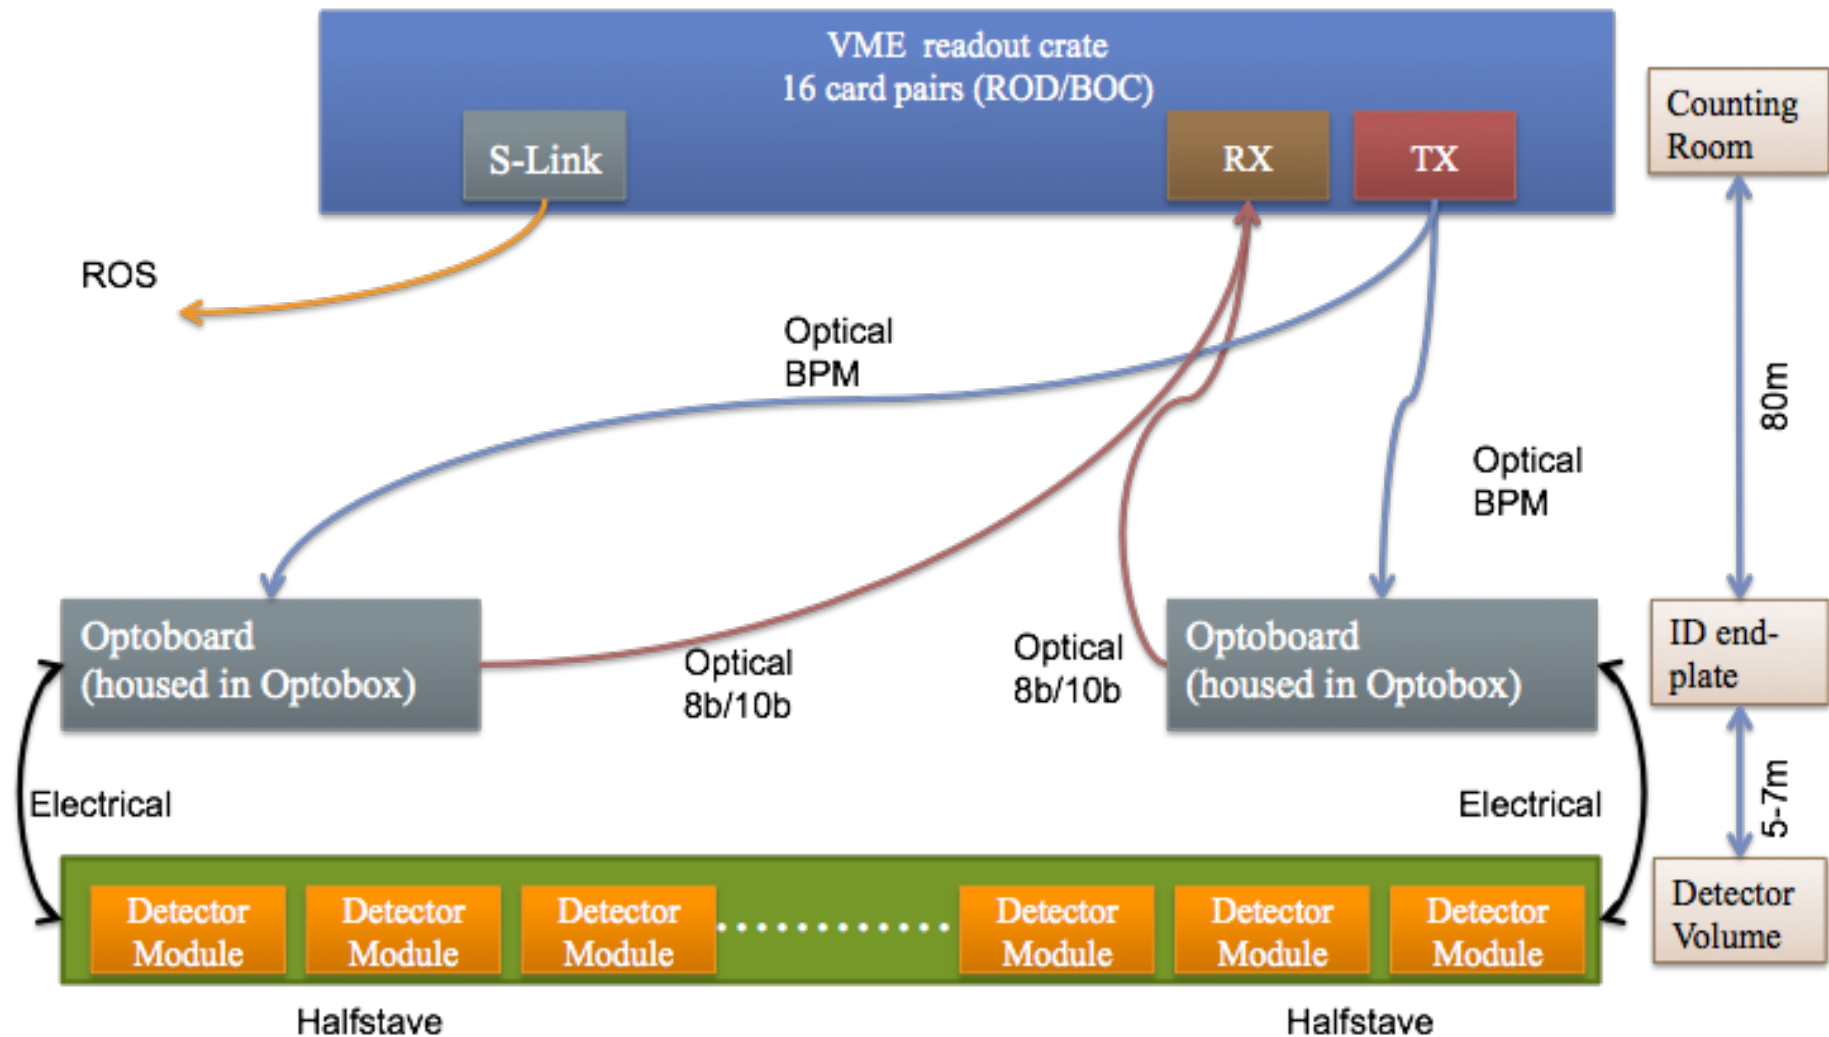 VME readout crate
16 card pairs (ROD/BOC)
S-Link
RX
TX
Counting
Room
ROS
Optical
BPM
80m
Optical
BPM
Optoboard
(housed in Optobox)
Optical
8b/10b
Optical
8b/10b
Optoboard
(housed in Optobox)
ID end-
plate
Electrical
Electrical
5-7m
Detector
Module
Detector
Module
Detector
Module
Detector
Module
Detector
Module
Detector
Module
Detector
Volume
Halfstave
Halfstave